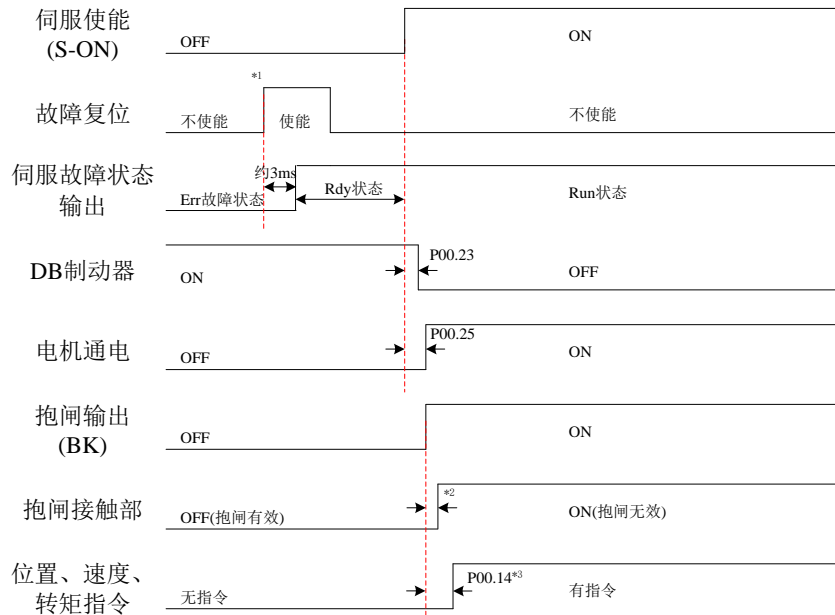 伺服使能
(S-ON)
OFF
ON
*1
故障复位
不使能
使能
不使能
伺服故障状态
输出
约3ms
Err故障状态
Rdy状态
Run状态
DB制动器
ON
P00.23
OFF
电机通电
OFF
P00.25
ON
抱闸输出
(BK)
OFF
ON
抱闸接触部
OFF(抱闸有效)
*2
ON(抱闸无效)
位置、速度、
转矩指令
无指令
P00.14*3
有指令